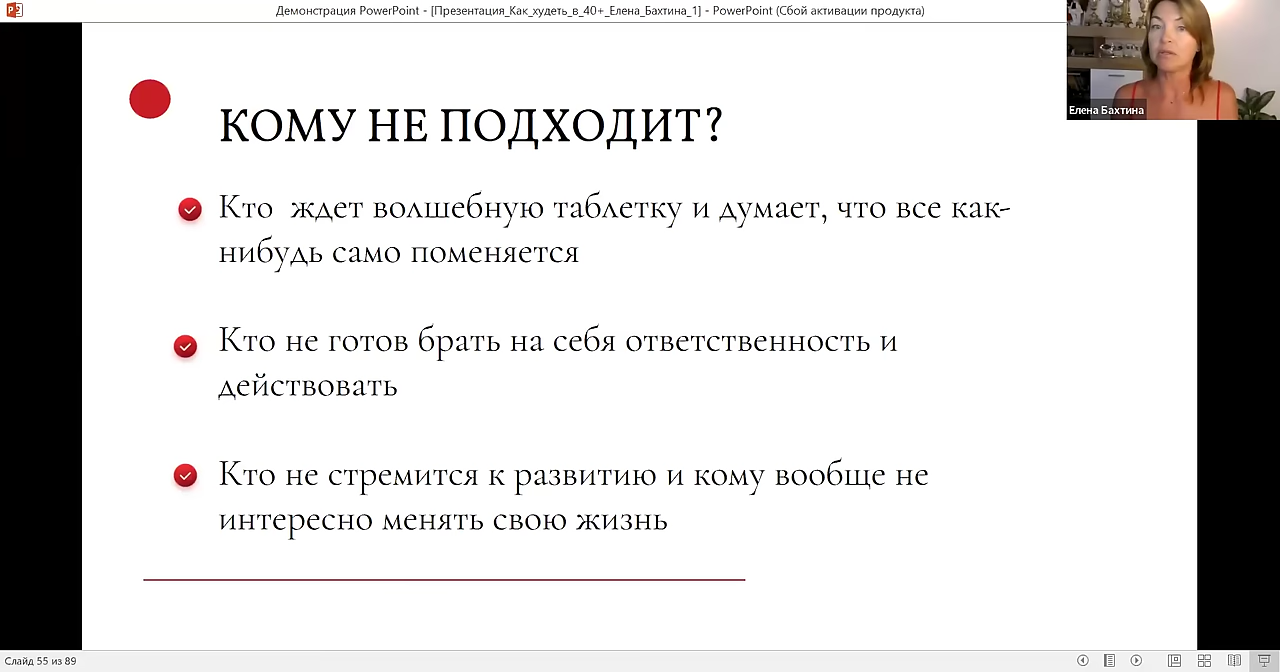 Демонстрация PowerPoint - [Презентация_Как_худеть_в_40+_Елена_Бахтина_1] - PowerPoint (Сбой активации продукта)
Елена Бахтина
КОМУ НЕ ПОДХОДИТ?
Кто ждет волшебную таблетку и думает, что все как-
нибудь само поменяется
Кто не готов брать на себя ответственность и
действовать
Кто не стремится к развитию и кому вообще не
интересно менять свою жизнь
Слайд 55 из 89